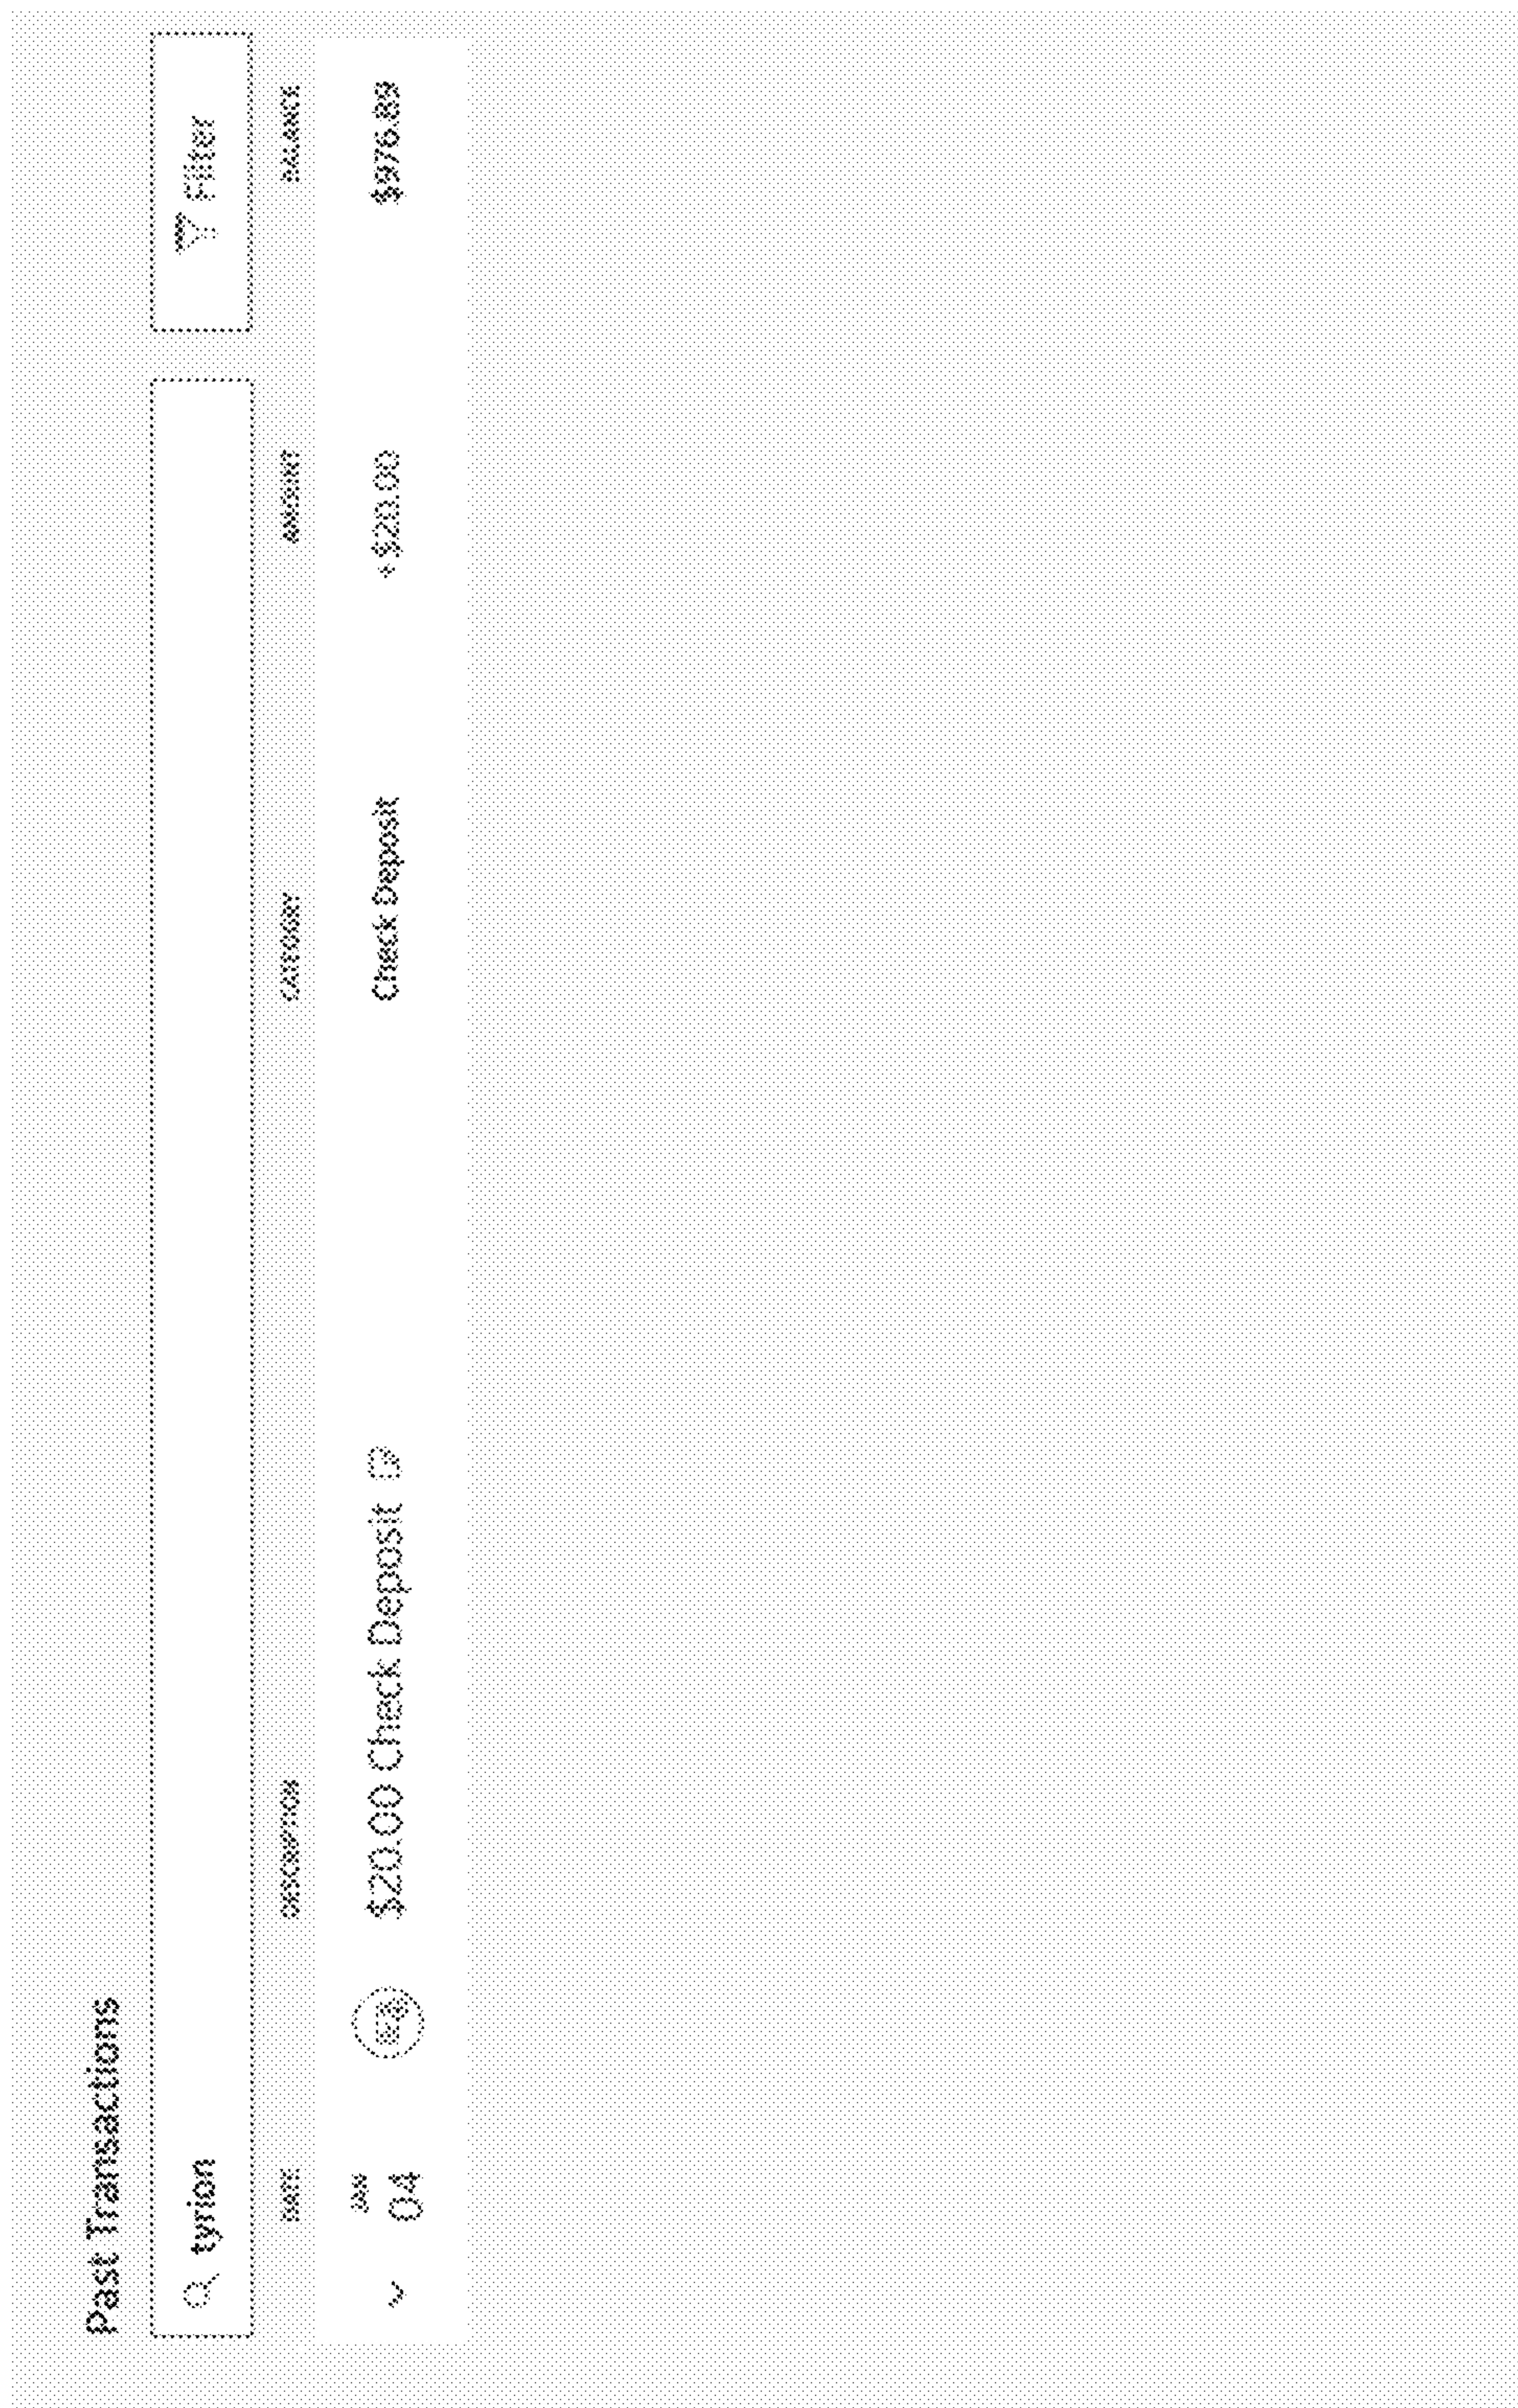 Past Transactions
tyrion
Filter
DATE DESCRIPTION CATEGORY AMOUNT BALANCE
JAN
04 $20.00 Check Deposit Check Deposit +$20.00 $976.89